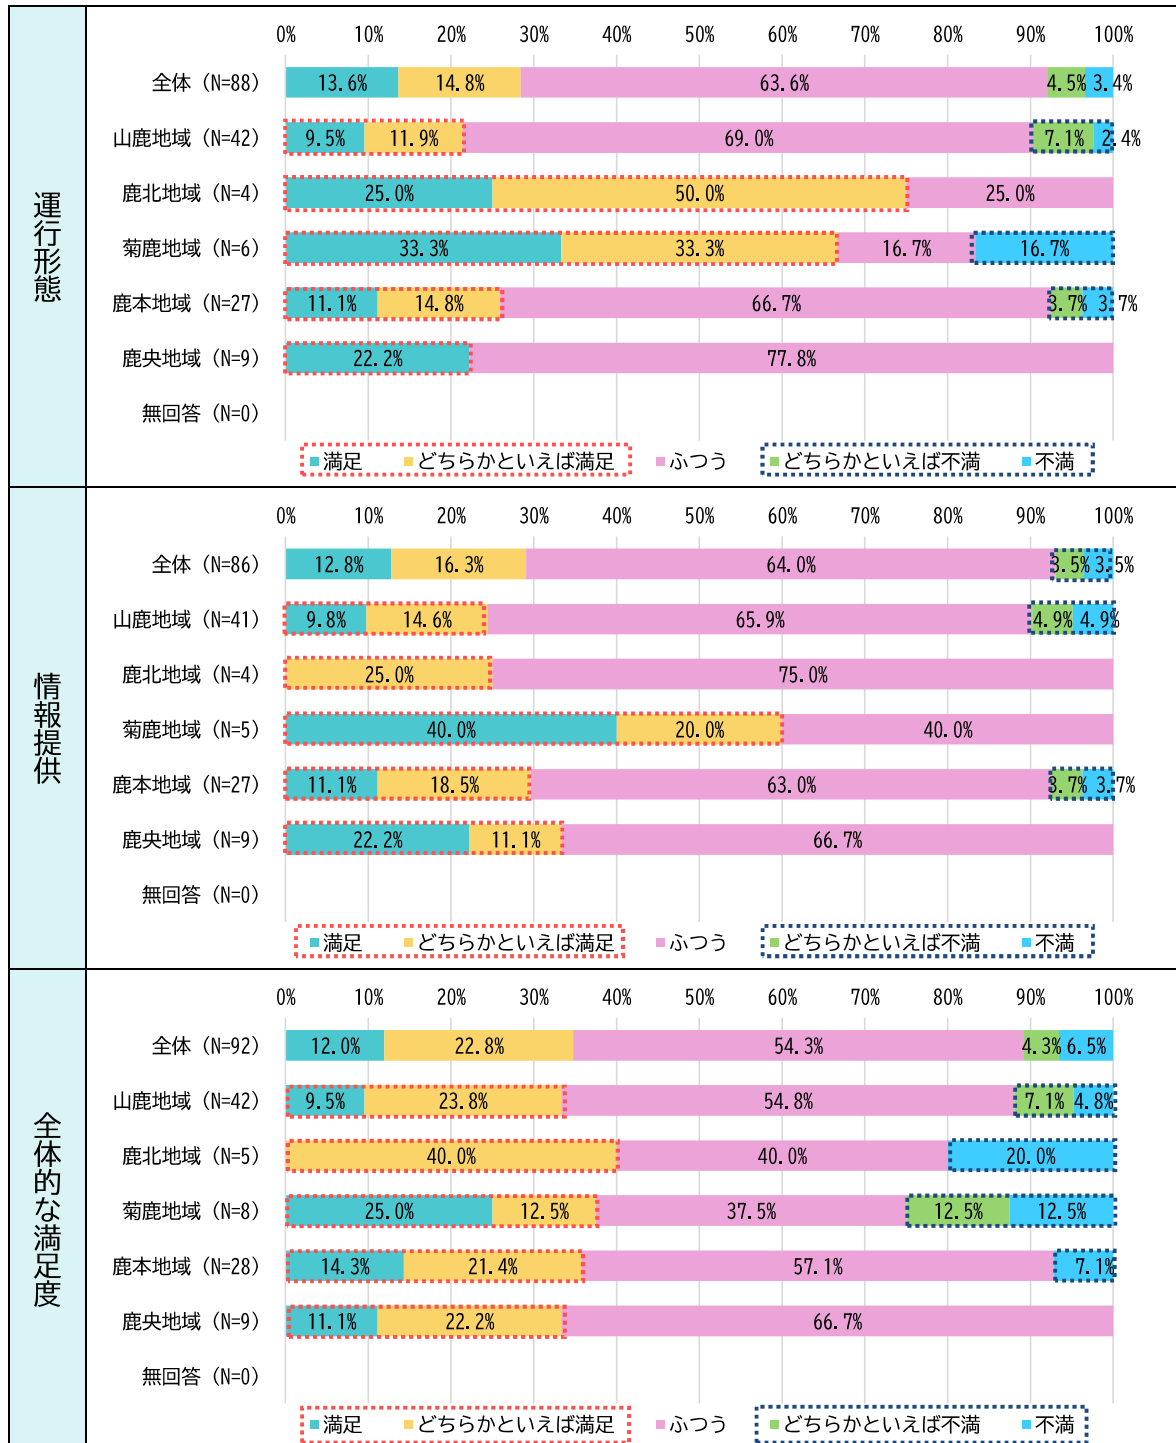 運行形態
0% 10% 20% 30% 40% 50% 60% 70% 80% 90% 100%
全体 (N=88) 13.6% 14.8% 63.6% 4.5% 3.4%
山鹿地域 (N=42) 9.5% 11.9% 69.0% 7.1% 2.4%
鹿北地域 (N=4) 25.0% 50.0% 25.0%
菊鹿地域 (N=6) 33.3% 33.3% 16.7% 16.7%
鹿本地域 (N=27) 11.1% 14.8% 66.7% 3.7% 3.7%
鹿央地域 (N=9) 22.2% 77.8%
無回答 (N=0)
満足 どちらかといえば満足 ふつう どちらかといえば不満 不満
情報提供
0% 10% 20% 30% 40% 50% 60% 70% 80% 90% 100%
全体 (N=86) 12.8% 16.3% 64.0% 3.5% 3.5%
山鹿地域 (N=41) 9.8% 14.6% 65.9% 4.9% 4.9%
鹿北地域 (N=4) 25.0% 75.0%
菊鹿地域 (N=5) 40.0% 20.0% 40.0%
鹿本地域 (N=27) 11.1% 18.5% 63.0% 3.7% 3.7%
鹿央地域 (N=9) 22.2% 11.1% 66.7%
無回答 (N=0)
満足 どちらかといえば満足 ふつう どちらかといえば不満 不満
全体的な満足度
0% 10% 20% 30% 40% 50% 60% 70% 80% 90% 100%
全体 (N=92) 12.0% 22.8% 54.3% 4.3% 6.5%
山鹿地域 (N=42) 9.5% 23.8% 54.8% 7.1% 4.8%
鹿北地域 (N=5) 40.0% 40.0% 20.0%
菊鹿地域 (N=8) 25.0% 12.5% 37.5% 12.5% 12.5%
鹿本地域 (N=28) 14.3% 21.4% 57.1% 7.1%
鹿央地域 (N=9) 11.1% 22.2% 66.7%
無回答 (N=0)
満足 どちらかといえば満足 ふつう どちらかといえば不満 不満